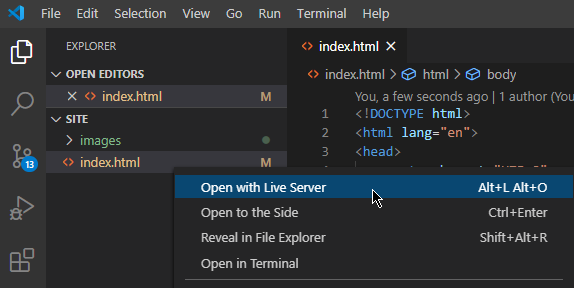 File Edit Selection View Go Run Terminal Help
EXPLORER
index.html
OPEN EDITORS
index.html M
index.html > html > body
SITE
You, a few seconds ago | 1 author (You
images
1 <!DOCTYPE html>
index.html M
2 <html lang="en">
3 <head>
13
Open with Live Server Alt+L Alt+O
Open to the Side Ctrl+Enter
Reveal in File Explorer Shift+Alt+R
Open in Terminal